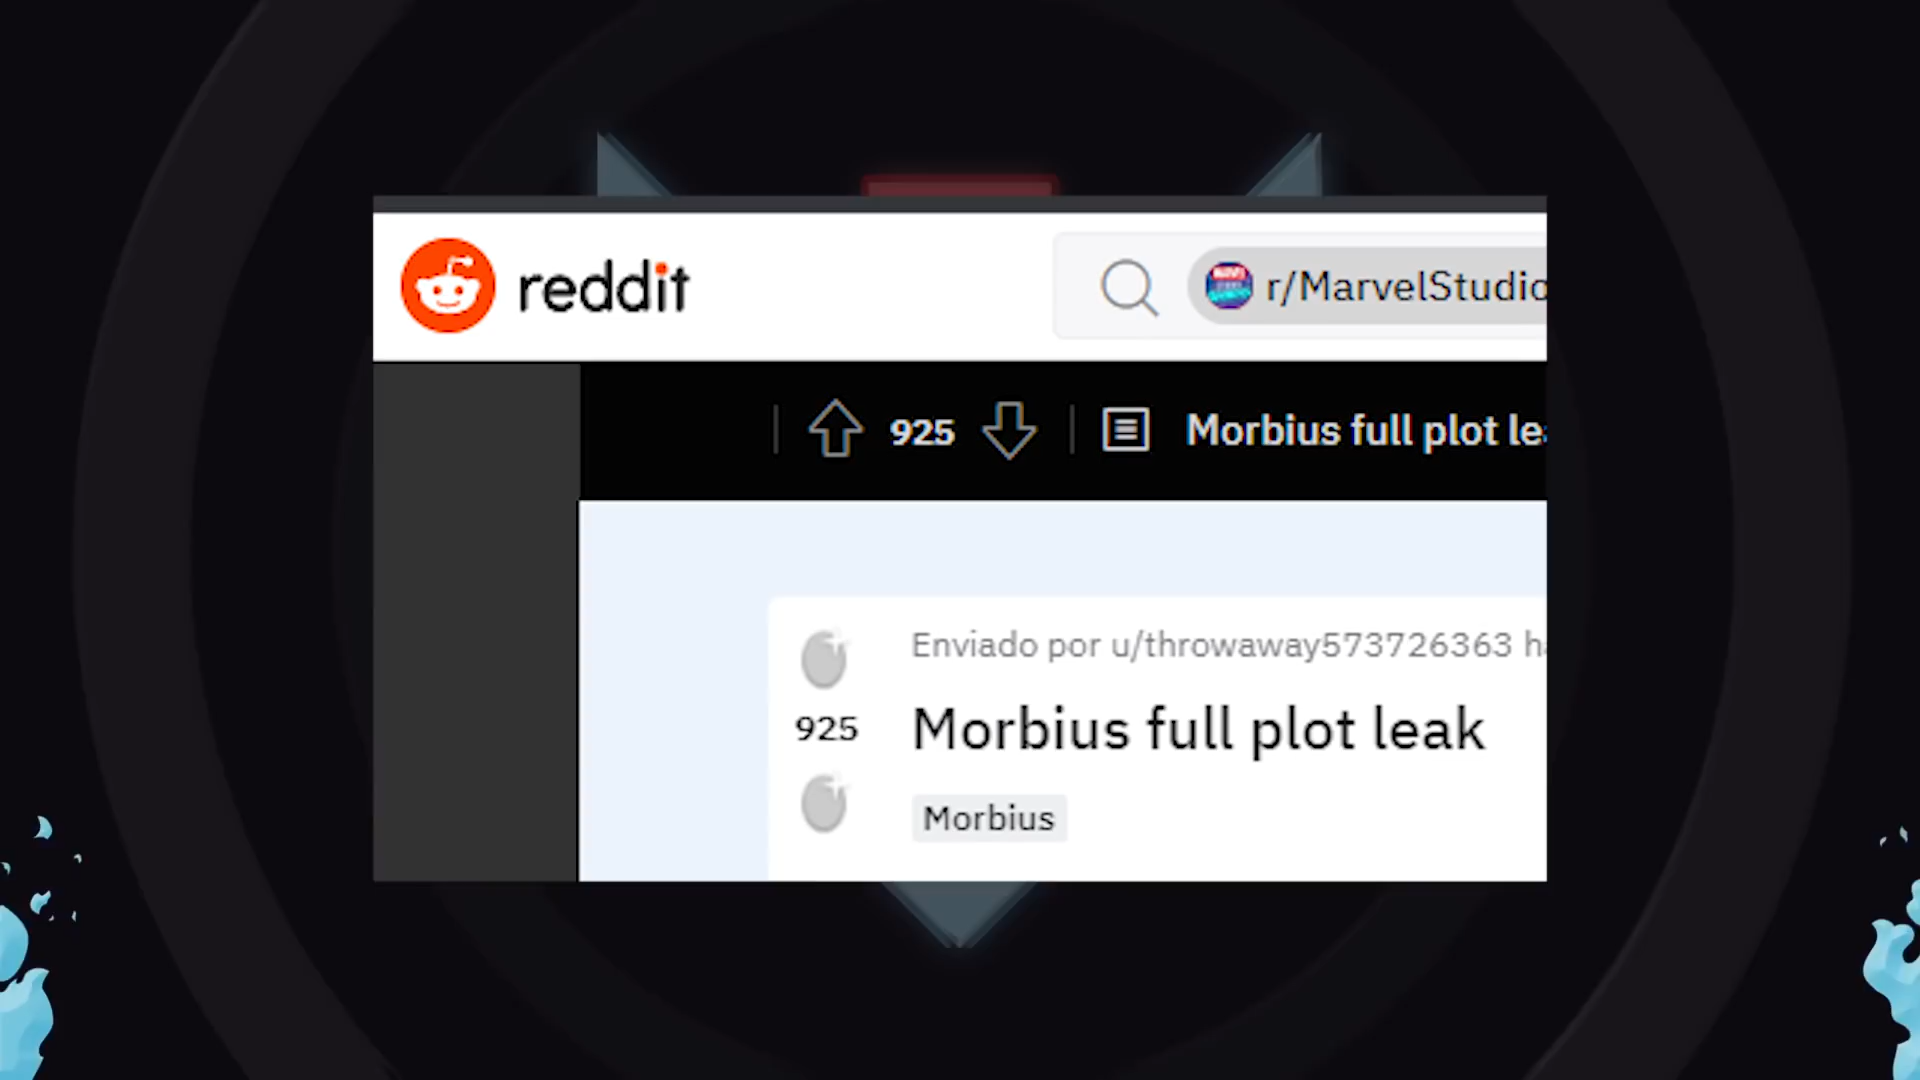 reddit
r/MarvelStudio
925
Morbius full plot le
Enviado por u/throwaway573726363 h
925
Morbius full plot leak
Morbius